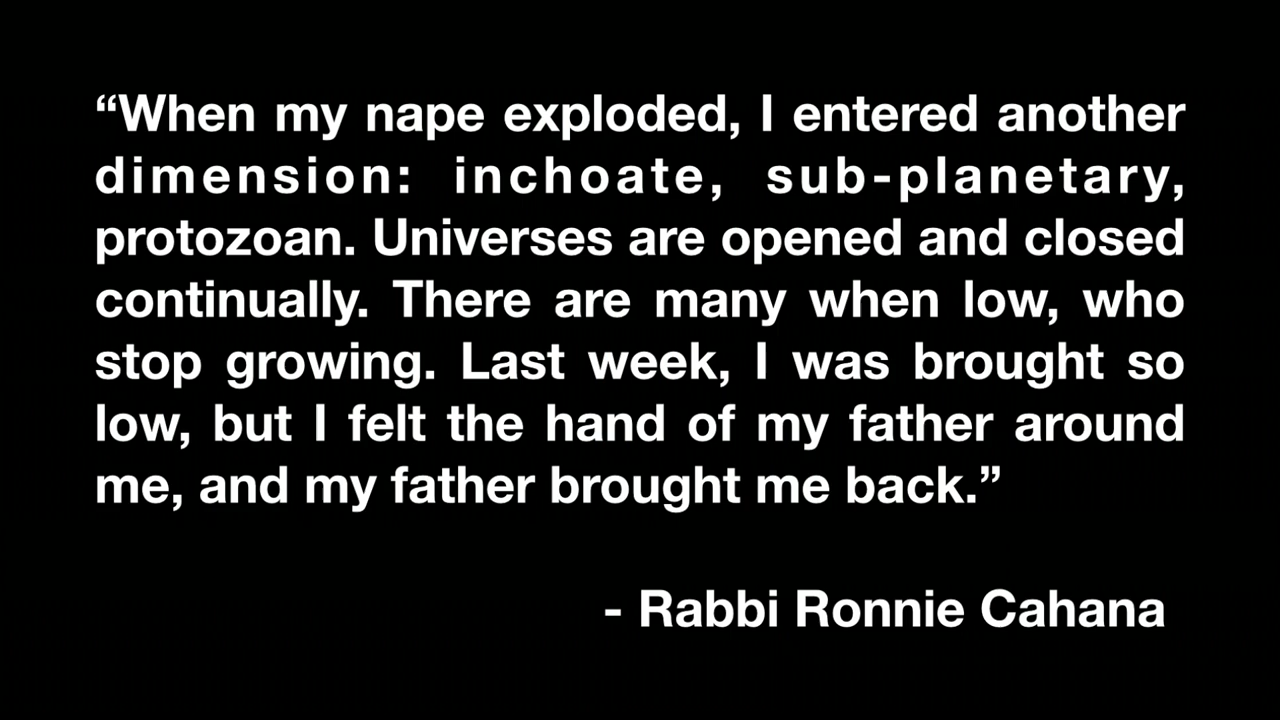 “When my nape exploded, I entered another
dimension: inchoate, sub-planetary,
protozoan. Universes are opened and closed
continually. There are many when low, who
stop growing. Last week, I was brought so
low, but I felt the hand of my father around
me, and my father brought me back.”
- Rabbi Ronnie Cahana